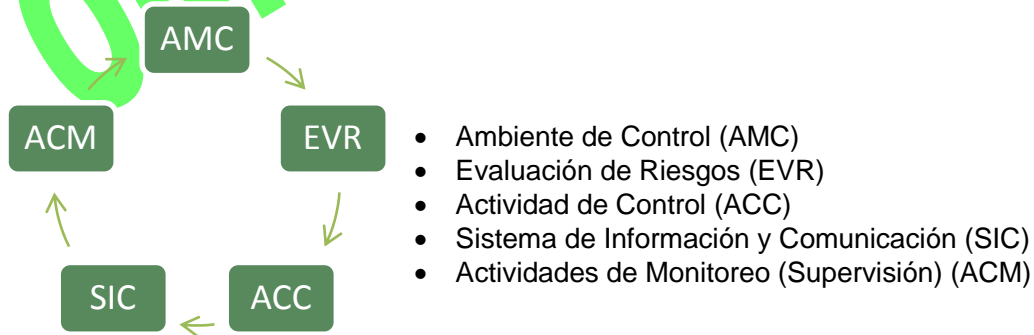 AMC
ACM
EVR
SIC
ACC
• Ambiente de Control (AMC)
• Evaluación de Riesgos (EVR)
• Actividad de Control (ACC)
• Sistema de Información y Comunicación (SIC)
• Actividades de Monitoreo (Supervisión) (ACM)